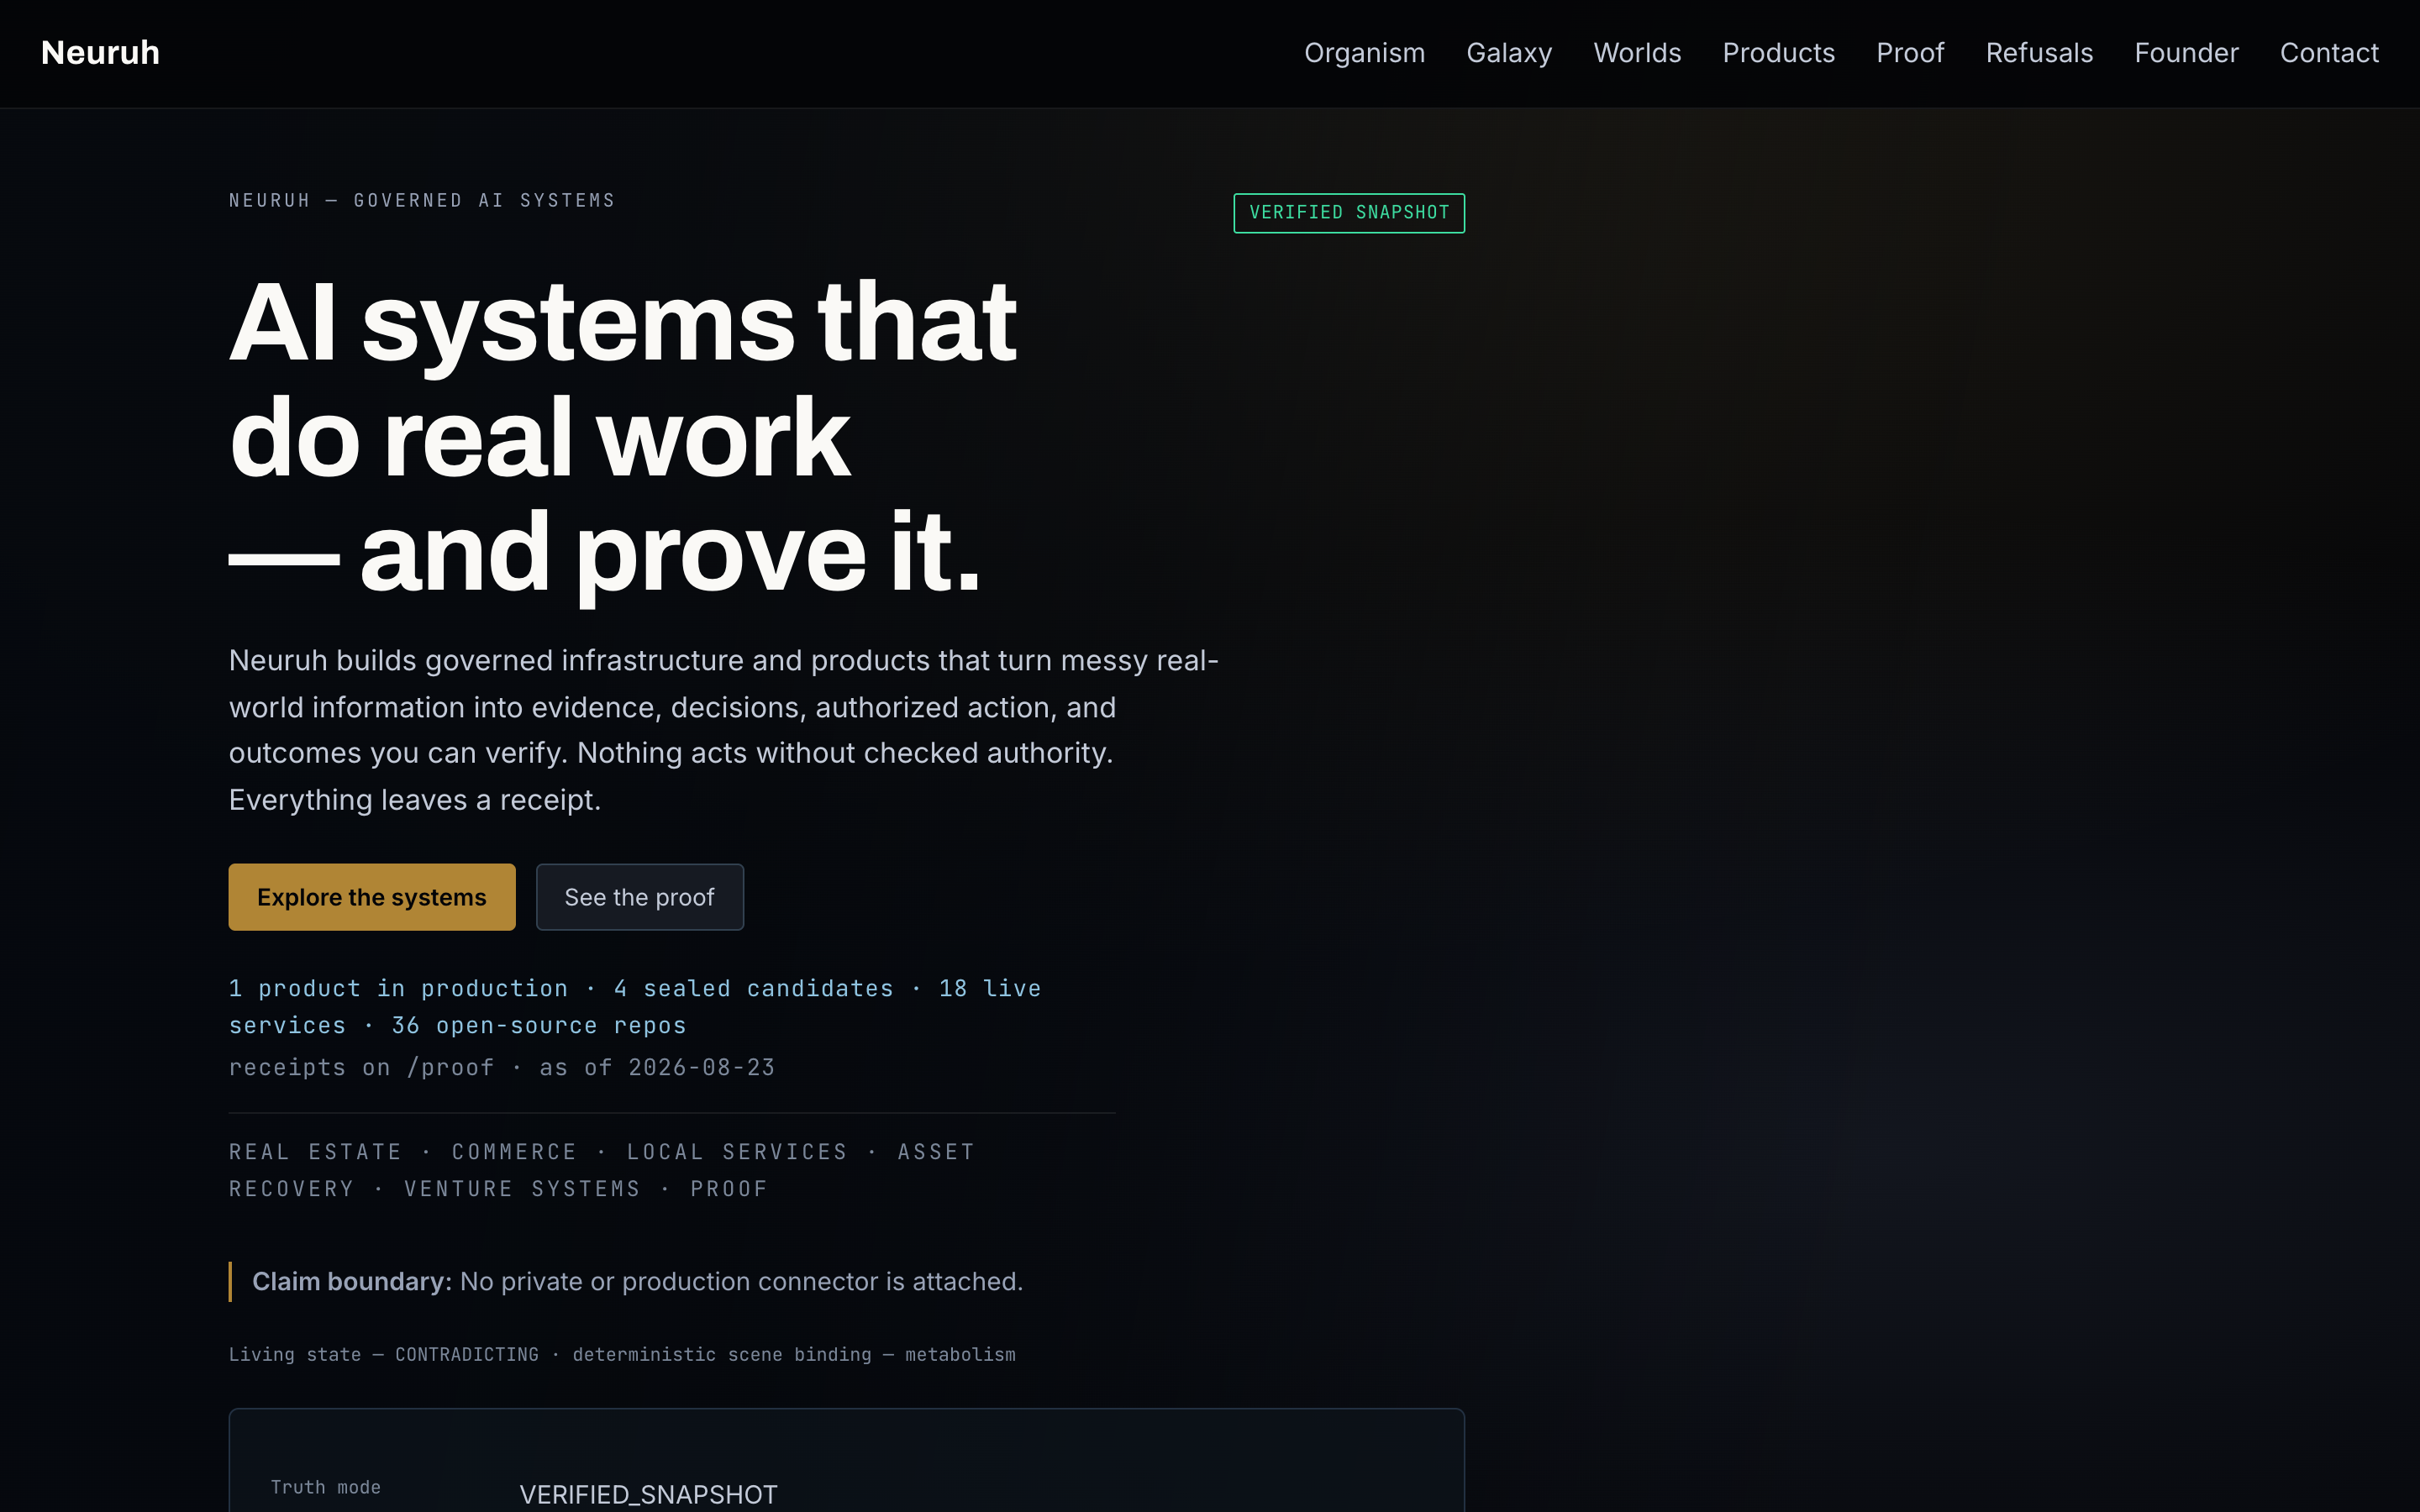 Neuruh
Organism Galaxy Worlds Products Proof Refusals Founder Contact
NEURUH — GOVERNED AI SYSTEMS
VERIFIED SNAPSHOT
AI systems that
do real work
— and prove it.
Neuruh builds governed infrastructure and products that turn messy real-
world information into evidence, decisions, authorized action, and
outcomes you can verify. Nothing acts without checked authority.
Everything leaves a receipt.
Explore the systems
See the proof
1 product in production · 4 sealed candidates · 18 live
services · 36 open-source repos
receipts on /proof · as of 2026-08-23
REAL ESTATE · COMMERCE · LOCAL SERVICES · ASSET
RECOVERY · VENTURE SYSTEMS · PROOF
Claim boundary: No private or production connector is attached.
Living state — CONTRADICTING · deterministic scene binding — metabolism
Truth mode
VERIFIED_SNAPSHOT